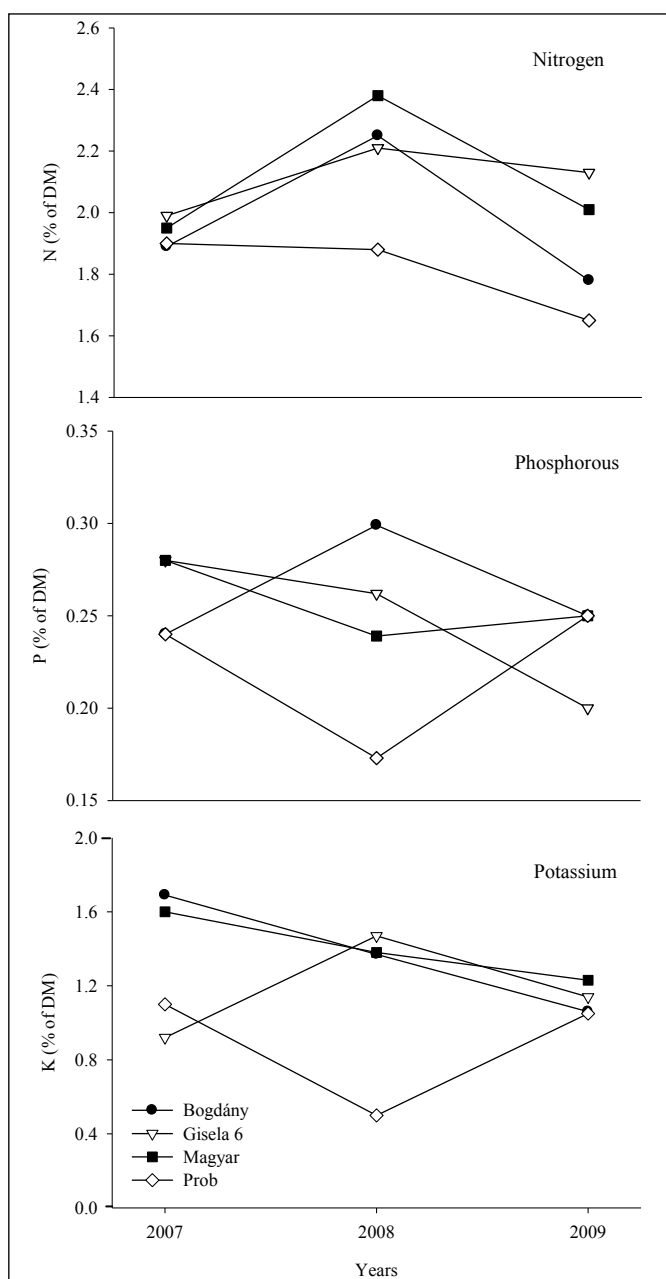 Nitrogen
N (% of DM)
2.6
2.4
2.2
2.0
1.8
1.6
1.4
Phosphorous
P (% of DM)
0.35
0.30
0.25
0.20
0.15
Potassium
K (% of DM)
2.0
1.6
1.2
0.8
0.4
0.0
Bogdány
Gisela 6
Magyar
Prob
2007 2008 2009
Years